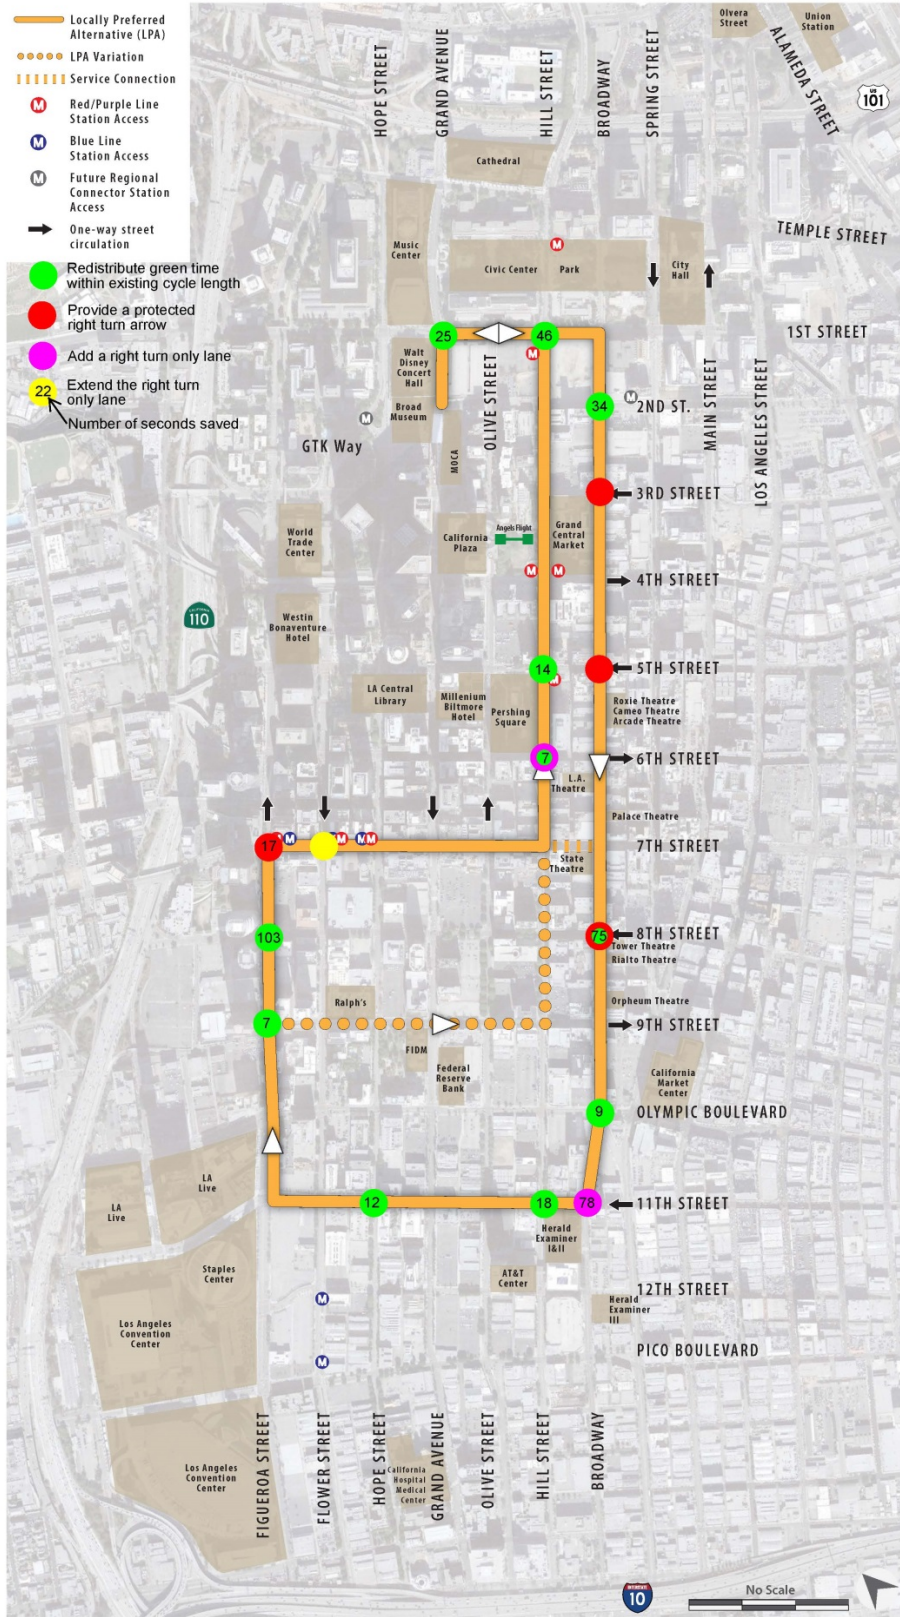 Locally Preferred
Alternative (LPA)
LPA Variation
Service Connection
M
Red/Purple Line
Station Access
M
Blue Line
Station Access
M
Future Regional
Connector Station
Access
One-way street
circulation
Redistribute green time
within existing cycle length
Provide a protected
right turn arrow
Add a right turn only lane
22
Extend the right turn
only lane
Number of seconds saved
HOPE STREET
GRAND AVENUE
HILL STREET
BROADWAY
SPRING STREET
Olvera
Street
Union
Station
ALAMEDA STREET
US
101
Cathedral
TEMPLE STREET
Music
Center
M
Civic Center
Park
City
Hall
25
46
1ST STREET
M
Walt
Disney
Concert
Hall
OLIVE STREET
MAIN STREET
LOS ANGELES STREET
Broad
Museum
M
34
M
2ND ST.
GTK Way
MOCA
3RD STREET
World
Trade
Center
California
Plaza
Angels Flight
Grand
Central
Market
M
M
4TH STREET
CALIFORNIA
110
Westin
Bonaventure
Hotel
14
M
5TH STREET
LA Central
Library
Millenium
Biltmore
Hotel
Pershing
Square
Roxie Theatre
Cameo Theatre
Arcade Theatre
7
6TH STREET
L.A.
Theatre
Palace Theatre
17
M
M
M
M
7TH STREET
State
Theatre
103
75
8TH STREET
Tower Theatre
Rialto Theatre
Ralph's
Orpheum Theatre
7
9TH STREET
FIDM
Federal
Reserve
Bank
California
Market
Center
9
OLYMPIC BOULEVARD
LA
Live
LA
Live
12
18
78
11TH STREET
Herald
Examiner
I&II
Staples
Center
AT&T
Center
12TH STREET
M
Herald
Examiner
III
Los Angeles
Convention
Center
M
PICO BOULEVARD
FIGUEROA STREET
FLOWER STREET
HOPE STREET
GRAND AVENUE
OLIVE STREET
HILL STREET
BROADWAY
Los Angeles
Convention
Center
California
Hospital
Medical
Center
10
No Scale